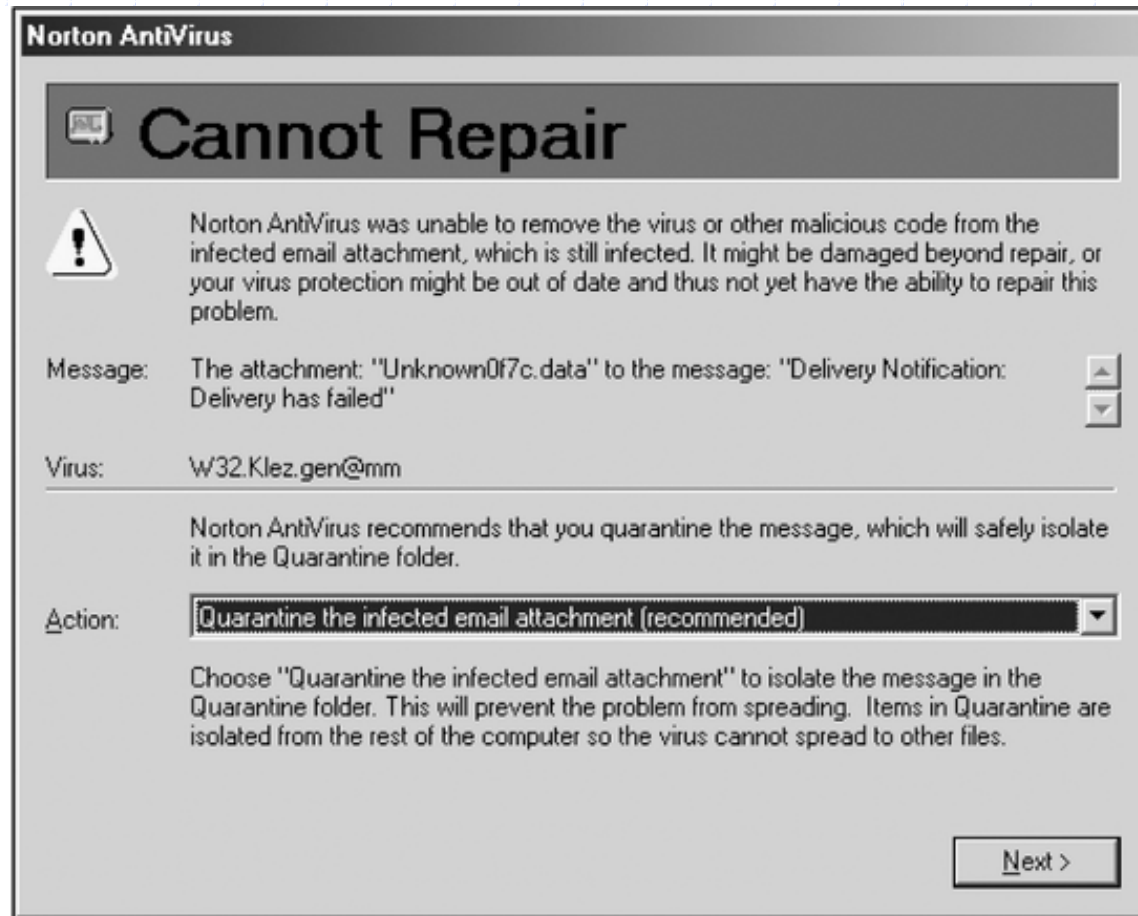 Norton AntiVirus
Cannot Repair
Norton AntiVirus was unable to remove the virus or other malicious code from the
infected email attachment, which is still infected. It might be damaged beyond repair, or
your virus protection might be out of date and thus not yet have the ability to repair this
problem.
Message: The attachment: "Unknown0f7c.data" to the message: "Delivery Notification:
Delivery has failed"
Virus: W32.Klez.gen@mm
Norton AntiVirus recommends that you quarantine the message, which will safely isolate
it in the Quarantine folder.
Action: Quarantine the infected email attachment (recommended)
Choose "Quarantine the infected email attachment" to isolate the message in the
Quarantine folder. This will prevent the problem from spreading. Items in Quarantine are
isolated from the rest of the computer so the virus cannot spread to other files.
Next >